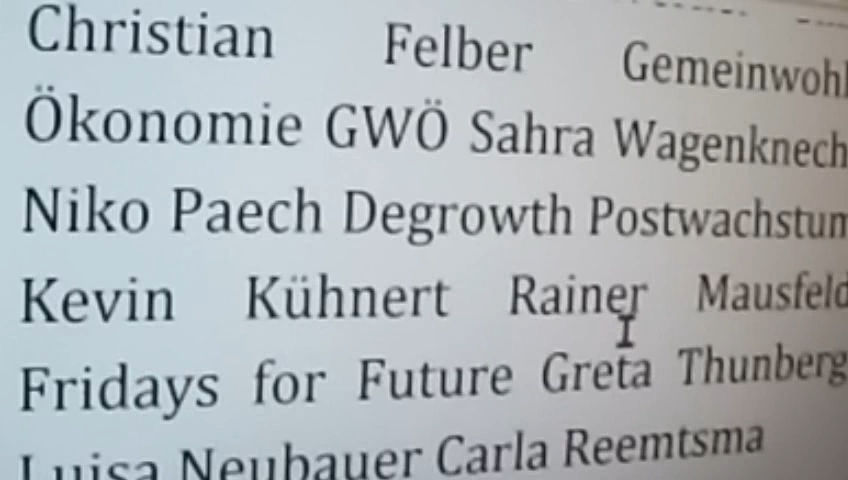 Christian Felber Gemeinwohl
Ökonomie GWÖ Sahra Wagenknech
Niko Paech Degrowth Postwachstum
Kevin Kühnert Rainer Mausfeld
Fridays for Future Greta Thunberg
Luisa Neubauer Carla Reemtsma